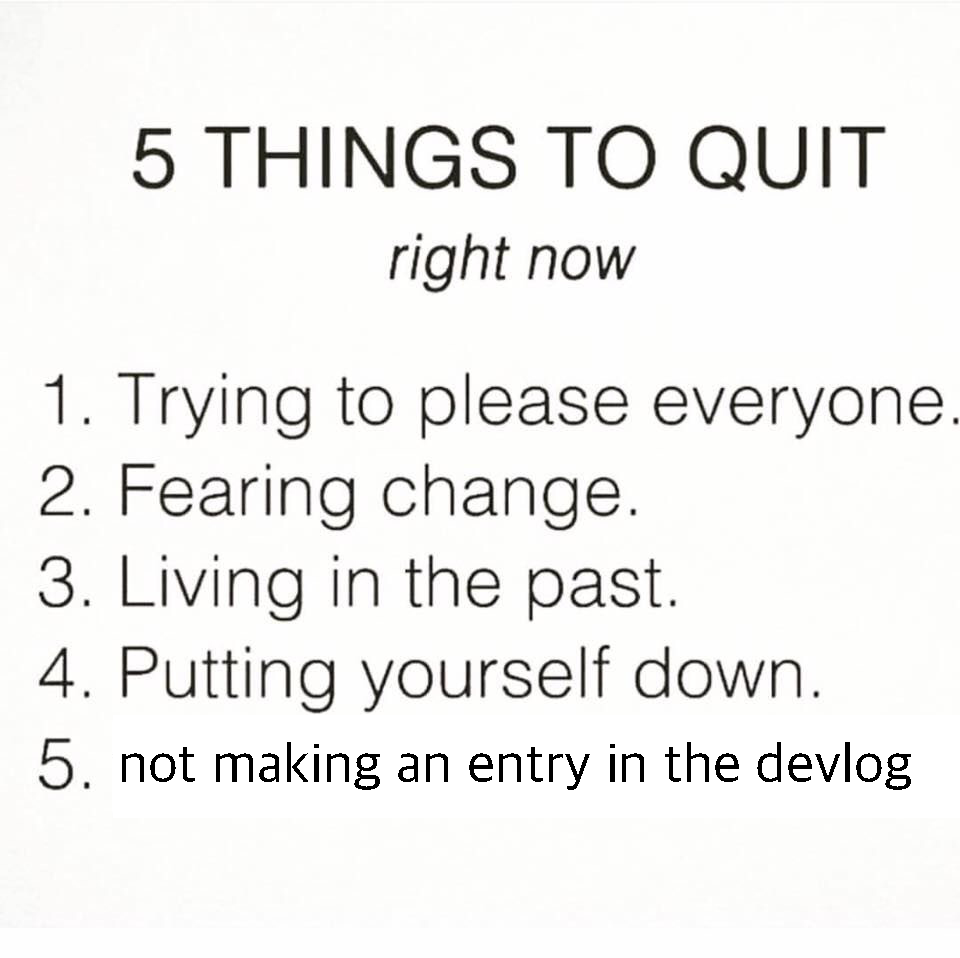 5 THINGS TO QUIT
right now
1. Trying to please everyone.
2. Fearing change.
3. Living in the past.
4. Putting yourself down.
5. not making an entry in the devlog